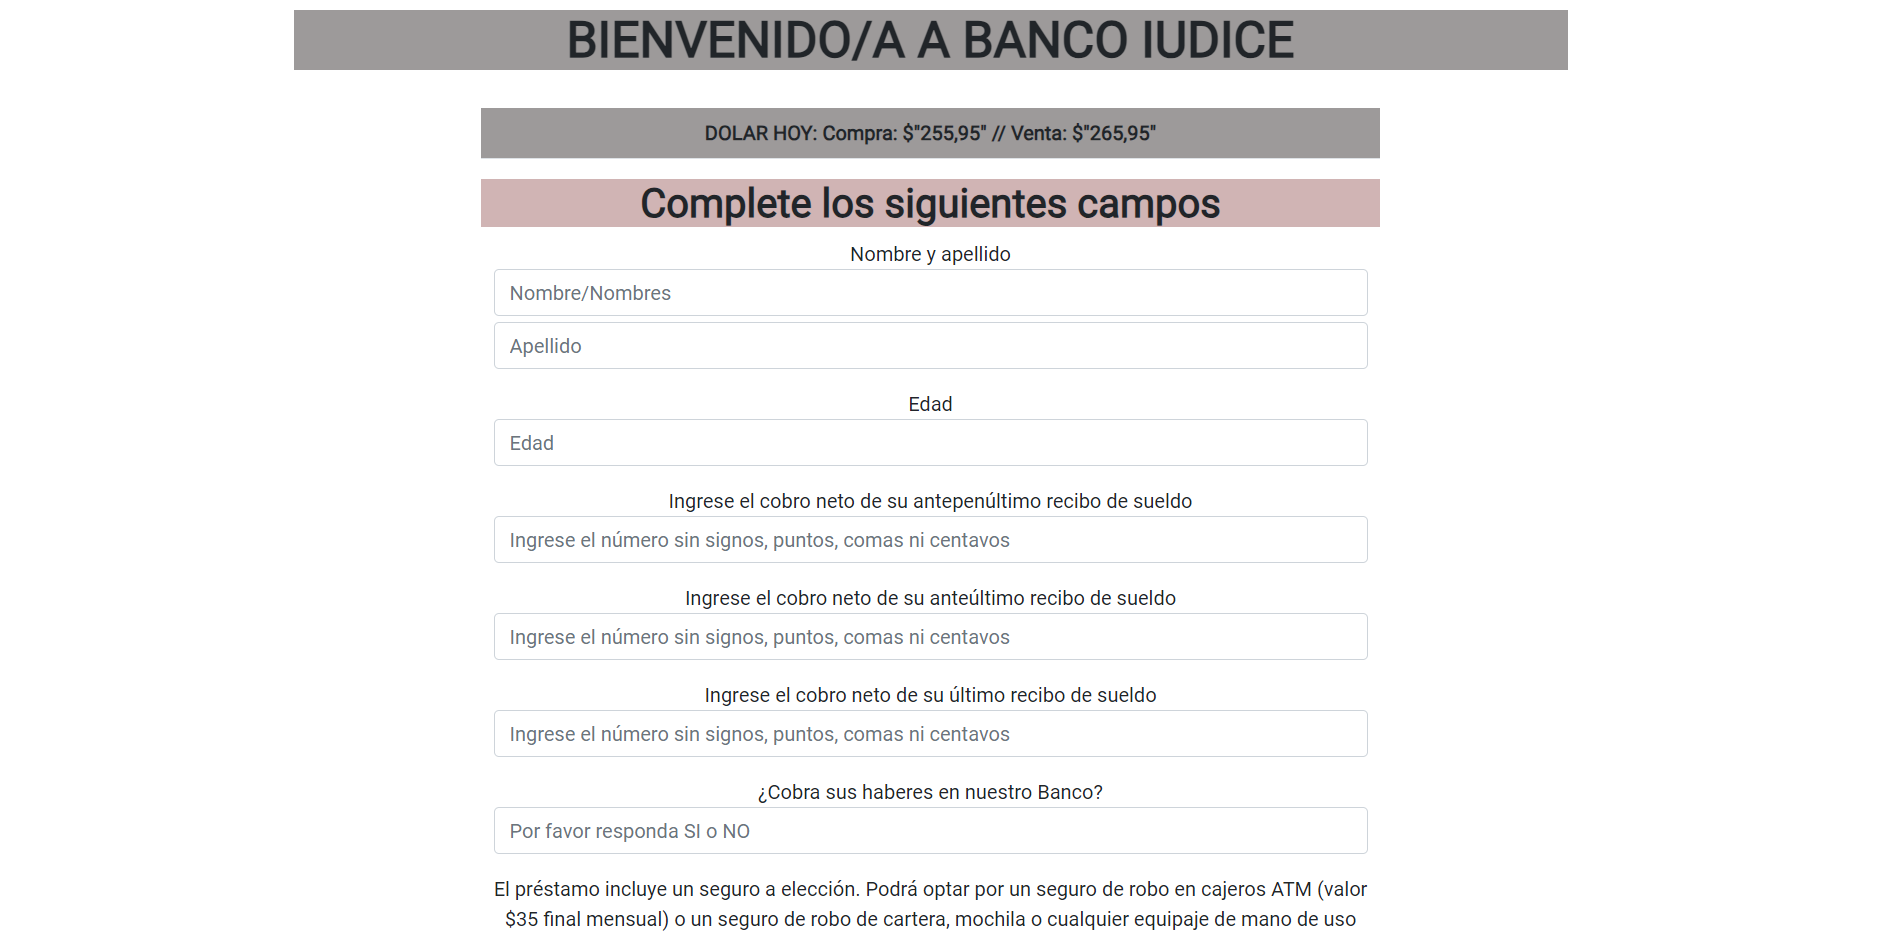 BIENVENIDO/A A BANCO IUDICE
DOLAR HOY: Compra: $"255,95" // Venta: $"265,95"
Complete los siguientes campos
Nombre y apellido
Nombre/Nombres
Apellido
Edad
Edad
Ingrese el cobro neto de su antepenúltimo recibo de sueldo
Ingrese el número sin signos, puntos, comas ni centavos
Ingrese el cobro neto de su anteúltimo recibo de sueldo
Ingrese el número sin signos, puntos, comas ni centavos
Ingrese el cobro neto de su último recibo de sueldo
Ingrese el número sin signos, puntos, comas ni centavos
¿Cobra sus haberes en nuestro Banco?
Por favor responda SI o NO
El préstamo incluye un seguro a elección. Podrá optar por un seguro de robo en cajeros ATM (valor
$35 final mensual) o un seguro de robo de cartera, mochila o cualquier equipaje de mano de uso